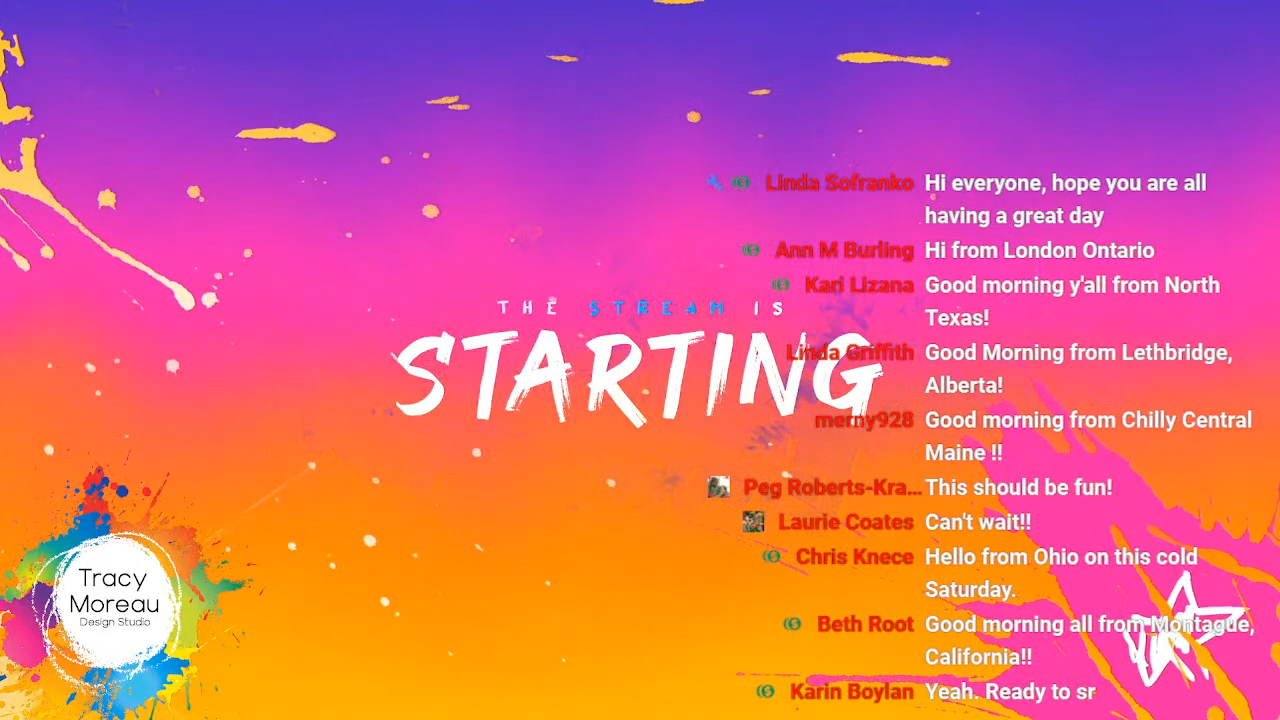 Linda Sofranko Hi everyone, hope you are all
having a great day
Ann M Burling Hi from London Ontario
Karl Lizana Good morning y'all from North
Texas!
THE STREAM IS
STARTING
Linda Griffith Good Morning from Lethbridge,
Alberta!
merny928 Good morning from Chilly Central
Maine !!
Peg Roberts-Kra... This should be fun!
Laurie Coates Can't wait!!
Chris Knece Hello from Ohio on this cold
Saturday.
Beth Root Good morning all from Montague,
California!!
Karin Boylan Yeah. Ready to sr
Tracy
Moreau
Design Studio